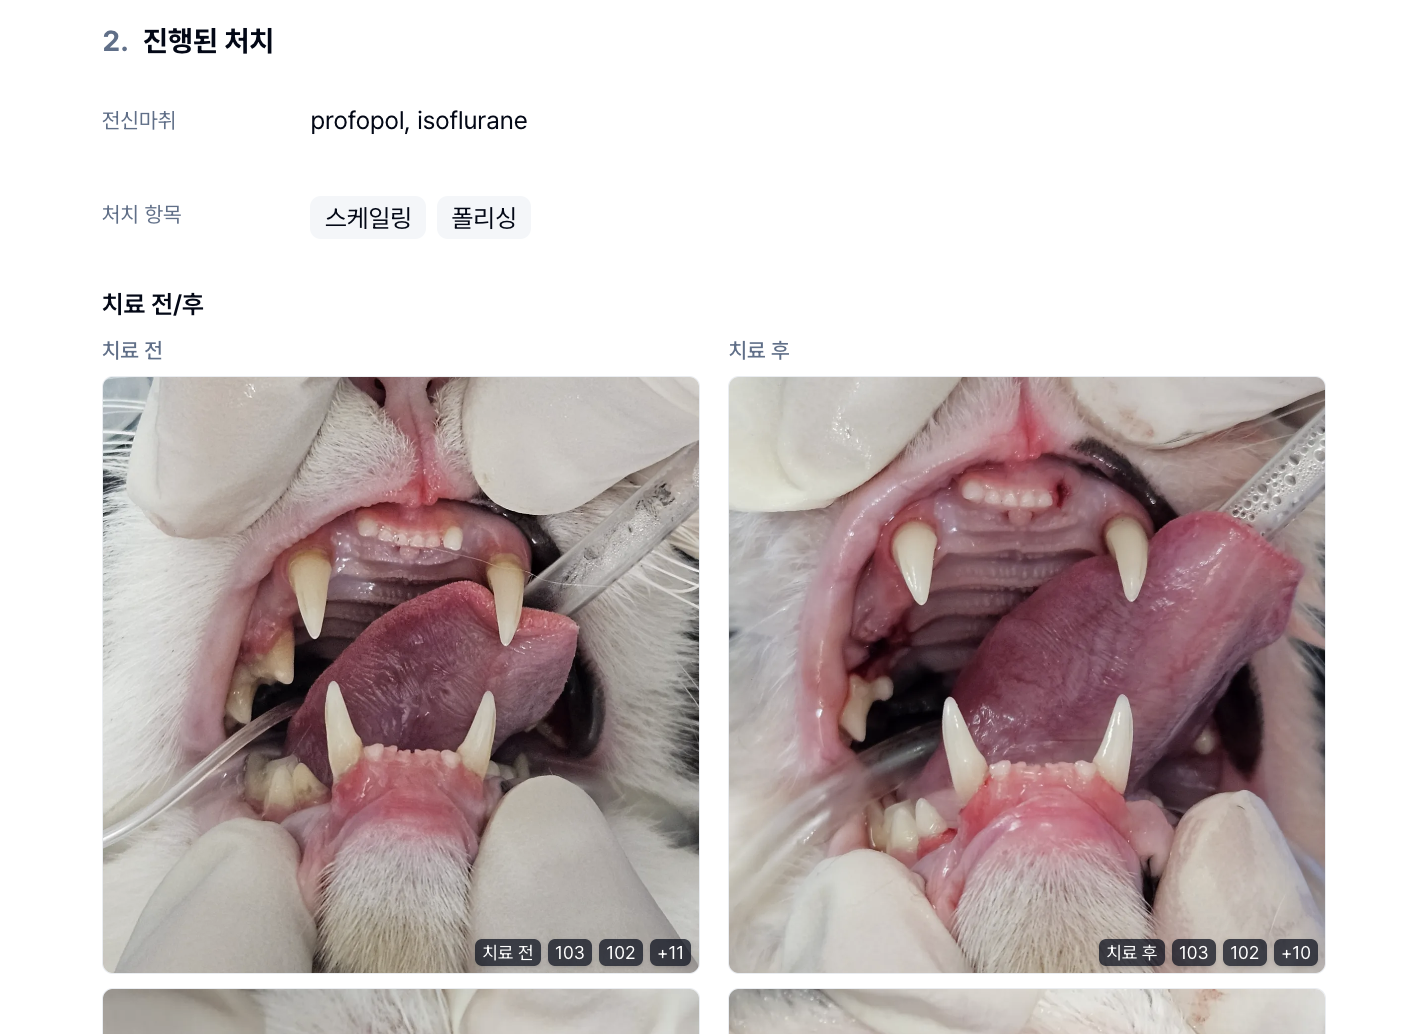 2. 진행된 처치
전신마취 profopol, isoflurane
처치 항목 스케일링 폴리싱
치료 전/후
치료 전 치료 후
치료 전 103 102 +11
치료 후 103 102 +10